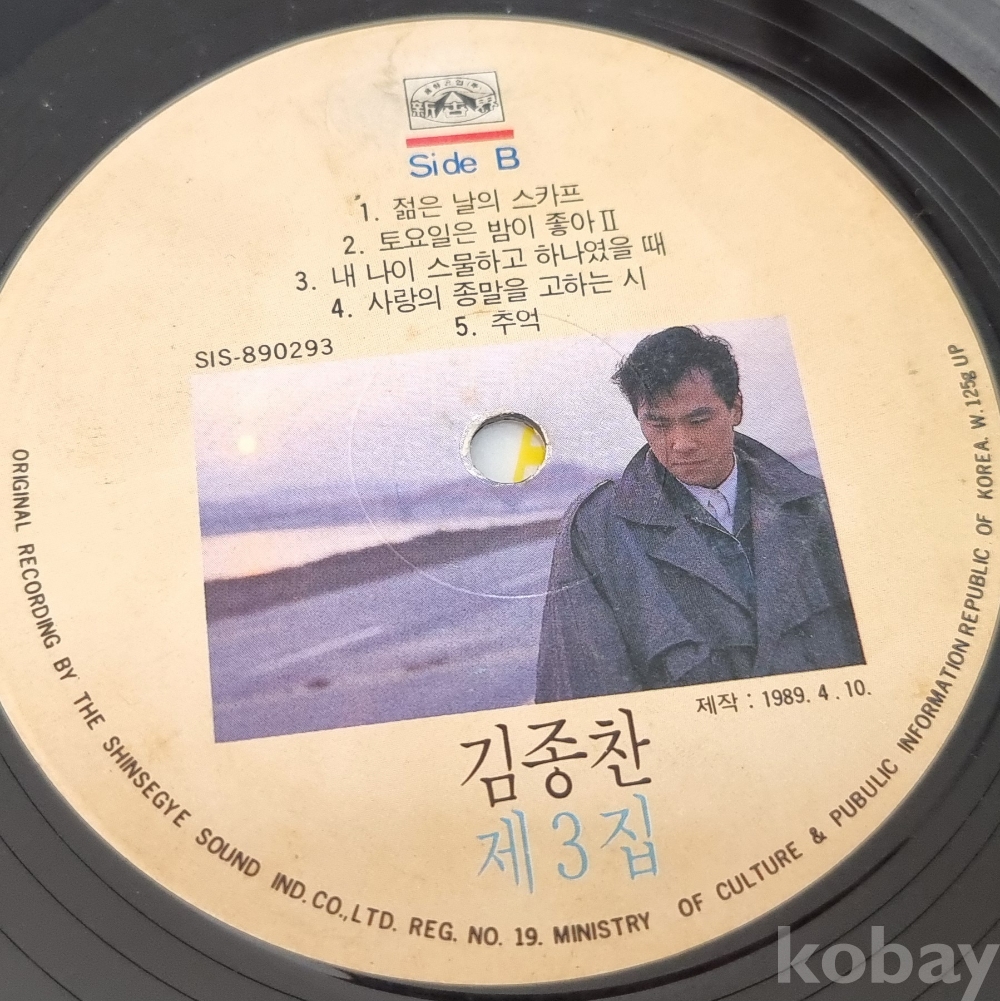 新世界
Side B
1. 젊은 날의 스카프
2. 토요일은 밤이 좋아 II
3. 내 나이 스물하고 하나였을 때
4. 사랑의 종말을 고하는 시
5. 추억
SIS-890293
제작 : 1989. 4. 10.
김종찬
제3집
ORIGINAL RECORDING BY THE SHINSEGYE SOUND IND.CO.,LTD. REG. NO. 19. MINISTRY OF CULTURE & PUBULIC INFORMATION REPUBLIC OF KOREA. W. 125g UP
kobay